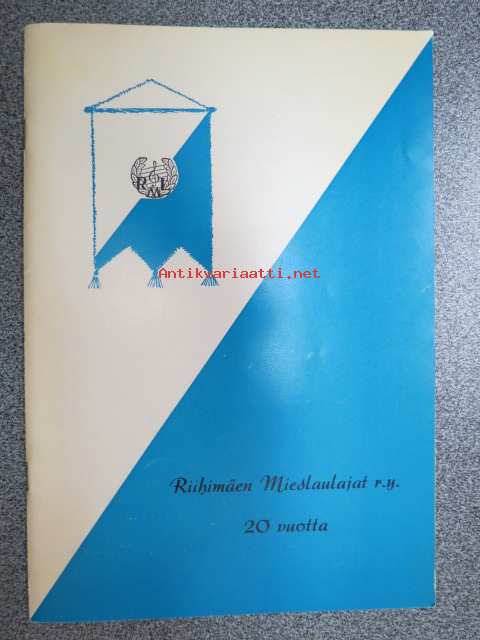 R L
M
Antikvariaatti.net
Riihimäen Mieslaulajat r.y.
20 vuotta